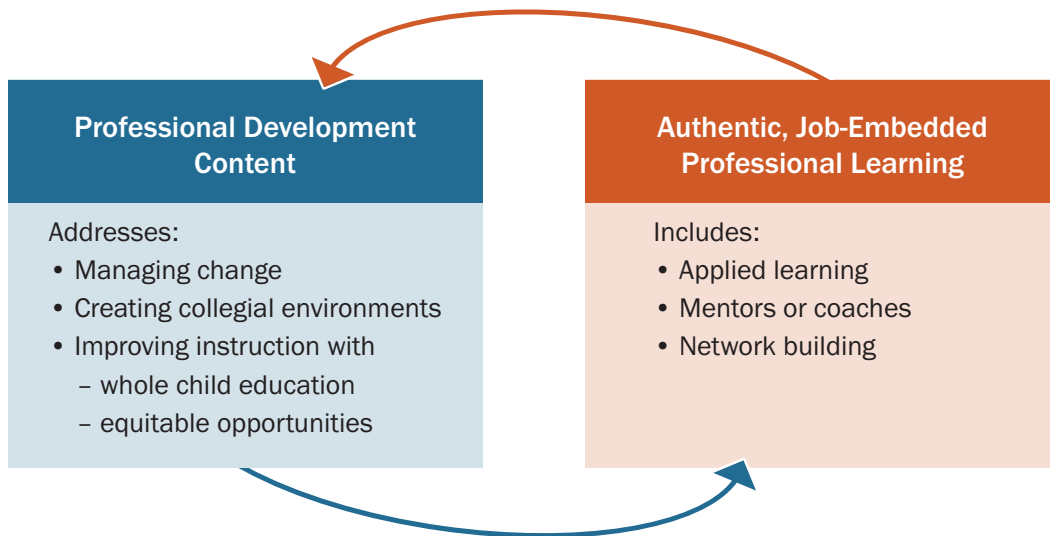 Professional Development
Content
Addresses:
• Managing change
• Creating collegial environments
• Improving instruction with
– whole child education
– equitable opportunities
Authentic, Job-Embedded
Professional Learning
Includes:
• Applied learning
• Mentors or coaches
• Network building